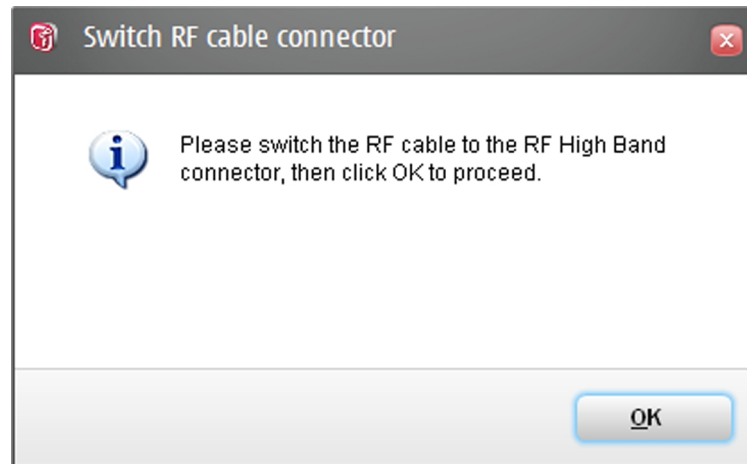 Switch RF cable connector
Please switch the RF cable to the RF High Band
connector, then click OK to proceed.
OK